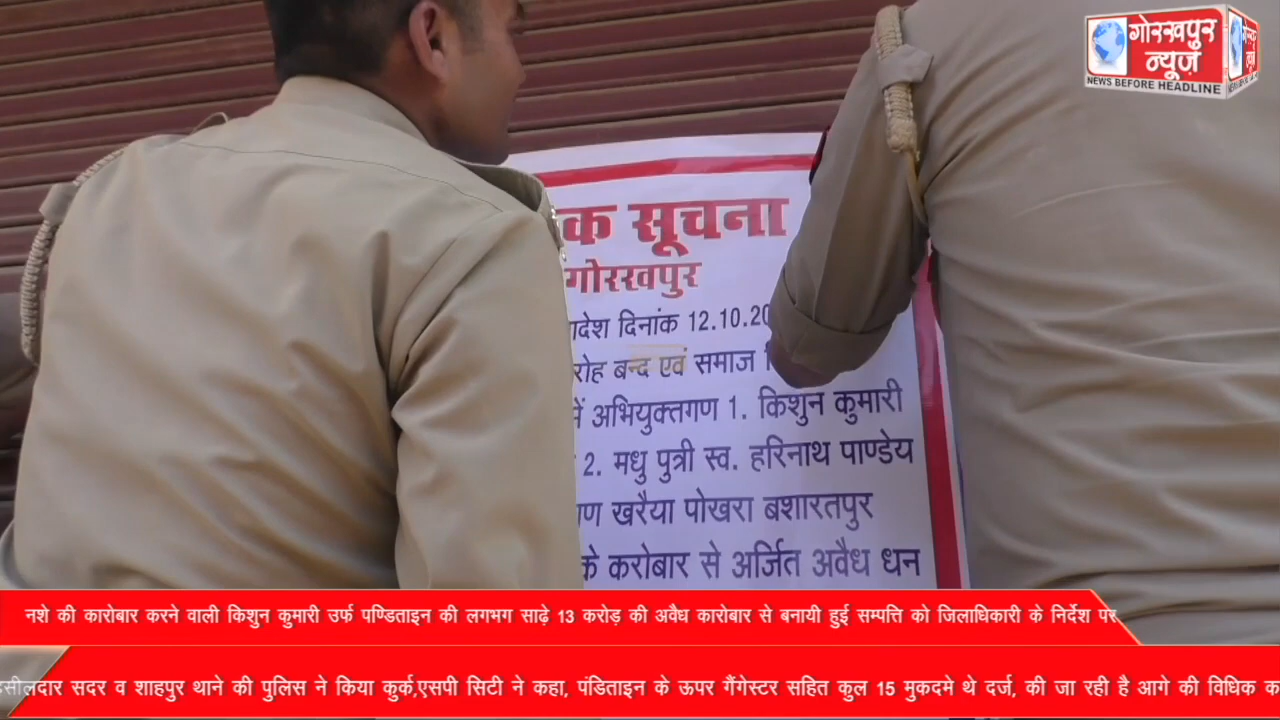 गोरखपुर
न्यूज़
NEWS BEFORE HEADLINE
सूचना
गोरखपुर
दिनांक 12.10.20
बन्द एवं समाज
में अभियुक्तगण 1. किशुन कुमारी
2. मधु पुत्री स्व. हरिनाथ पाण्डेय
खरैया पोखरा बशारतपुर
के करोबार से अर्जित अवैध धन
नशे की कारोबार करने वाली किशुन कुमारी उर्फ पण्डिताइन की लगभग साढ़े 13 करोड़ की अवैध कारोबार से बनायी हुई सम्पत्ति को जिलाधिकारी के निर्देश पर
सदर व शाहपुर थाने की पुलिस ने किया कुर्क,एसपी सिटी ने कहा, पंडिताइन के ऊपर गैंगेस्टर सहित कुल 15 मुकदमे थे दर्ज, की जा रही है आगे की विधिक